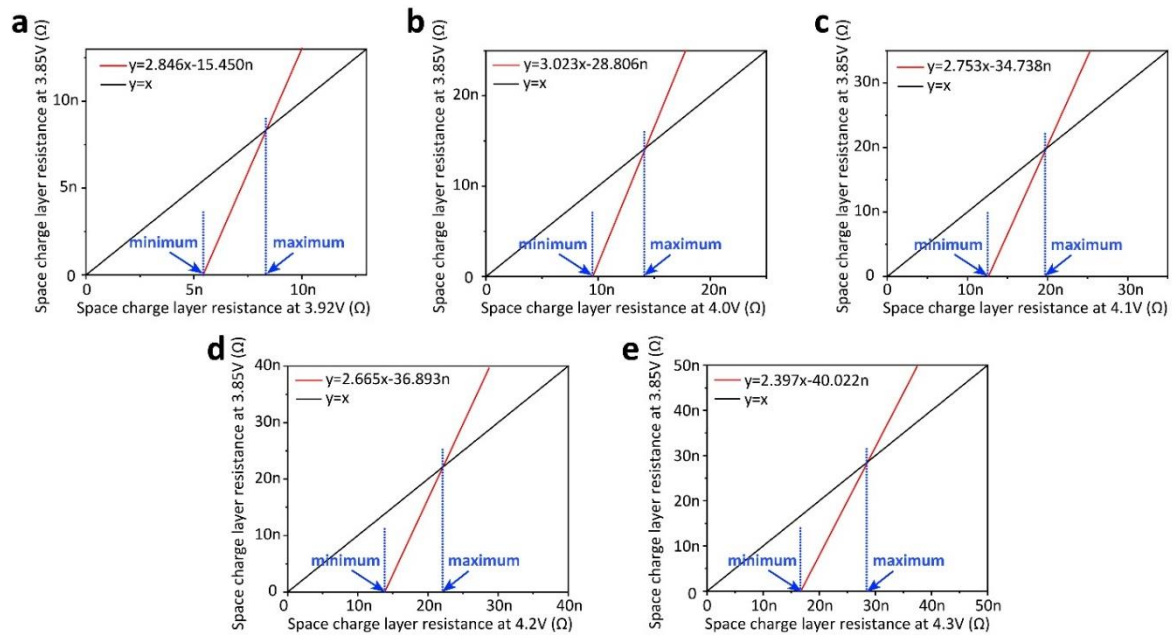 a
y=2.846x-15.450n
y=x
10n
5n
0
minimum
maximum
0
5n
10n
Space charge layer resistance at 3.85V (Ω)
Space charge layer resistance at 3.92V (Ω)
b
y=3.023x-28.806n
y=x
20n
10n
0
minimum
maximum
0
10n
20n
Space charge layer resistance at 3.85V (Ω)
Space charge layer resistance at 4.0V (Ω)
c
y=2.753x-34.738n
y=x
30n
20n
10n
0
minimum
maximum
0
10n
20n
30n
Space charge layer resistance at 3.85V (Ω)
Space charge layer resistance at 4.1V (Ω)
d
y=2.665x-36.893n
y=x
40n
30n
20n
10n
0
minimum
maximum
0
10n
20n
30n
40n
Space charge layer resistance at 3.85V (Ω)
Space charge layer resistance at 4.2V (Ω)
e
y=2.397x-40.022n
y=x
50n
40n
30n
20n
10n
0
minimum
maximum
0
10n
20n
30n
40n
50n
Space charge layer resistance at 3.85V (Ω)
Space charge layer resistance at 4.3V (Ω)